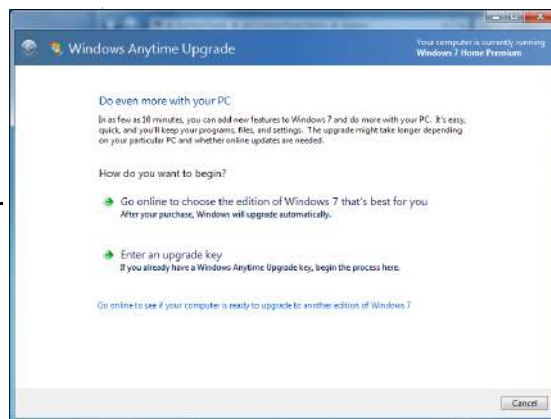 Windows Anytime Upgrade
Your computer is currently running
Windows 7 Home Premium
Do even more with your PC
In as few as 10 minutes, you can add new features to Windows 7 and do more with your PC. It's easy,
quick, and you'll keep your programs, files, and settings. The upgrade might take longer depending
on your particular PC and whether online updates are needed.
How do you want to begin?
Go online to choose the edition of Windows 7 that's best for you
After your purchase, Windows will upgrade automatically.
Enter an upgrade key
If you already have a Windows Anytime Upgrade key, begin the process here.
Go online to see if your computer is ready to upgrade to another edition of Windows 7
Cancel